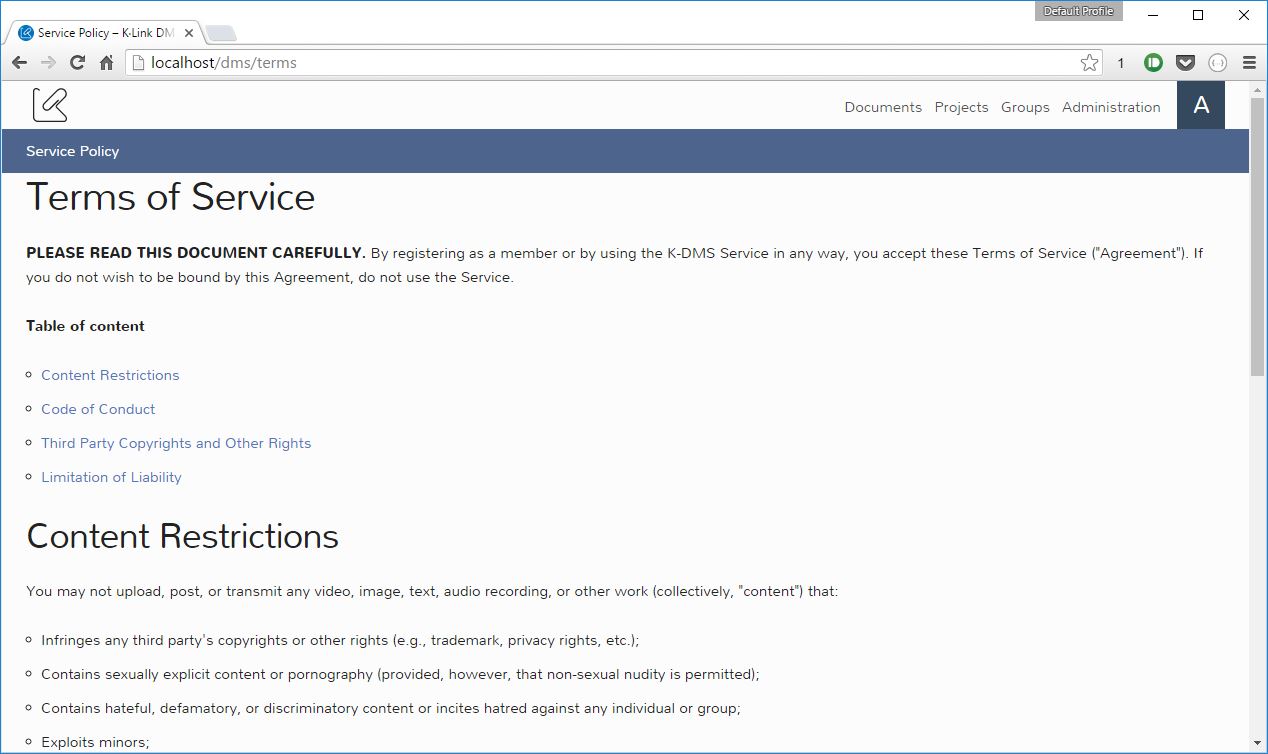 Default Profile
Service Policy – K-Link DM
localhost/dms/terms
1
Documents Projects Groups Administration A
Service Policy
Terms of Service
PLEASE READ THIS DOCUMENT CAREFULLY. By registering as a member or by using the K-DMS Service in any way, you accept these Terms of Service ("Agreement"). If
you do not wish to be bound by this Agreement, do not use the Service.
Table of content
Content Restrictions
Code of Conduct
Third Party Copyrights and Other Rights
Limitation of Liability
Content Restrictions
You may not upload, post, or transmit any video, image, text, audio recording, or other work (collectively, "content") that:
Infringes any third party's copyrights or other rights (e.g., trademark, privacy rights, etc.);
Contains sexually explicit content or pornography (provided, however, that non-sexual nudity is permitted);
Contains hateful, defamatory, or discriminatory content or incites hatred against any individual or group;
Exploits minors;